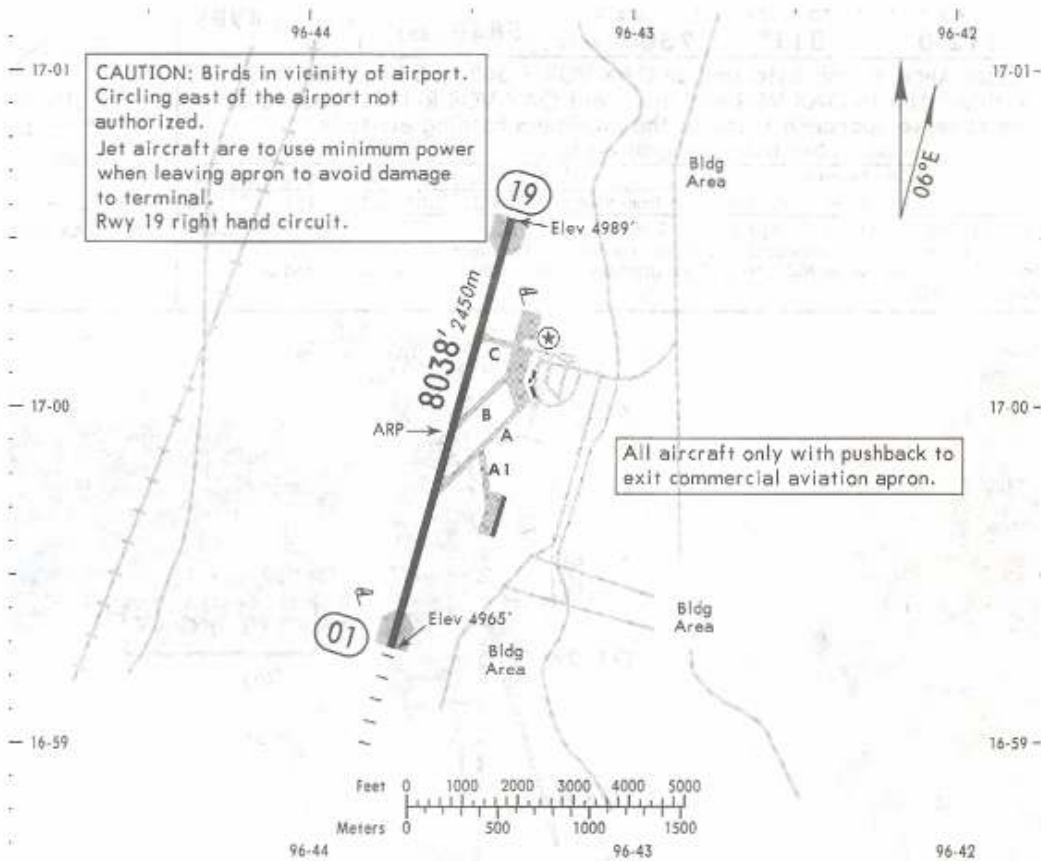 96-44
96-43
96-42
17-01
17-01
CAUTION: Birds in vicinity of airport.
Circling east of the airport not
authorized.
Jet aircraft are to use minimum power
when leaving apron to avoid damage
to terminal.
Rwy 19 right hand circuit.
Bldg
Area
06°E
19
Elev 4989'
8038' 2450m
C
B
A
A1
ARP
17-00
17-00
All aircraft only with pushback to
exit commercial aviation apron.
01
Elev 4965'
Bldg
Area
Bldg
Area
16-59
16-59
Feet 0 1000 2000 3000 4000 5000
Meters 0 500 1000 1500
96-44
96-43
96-42